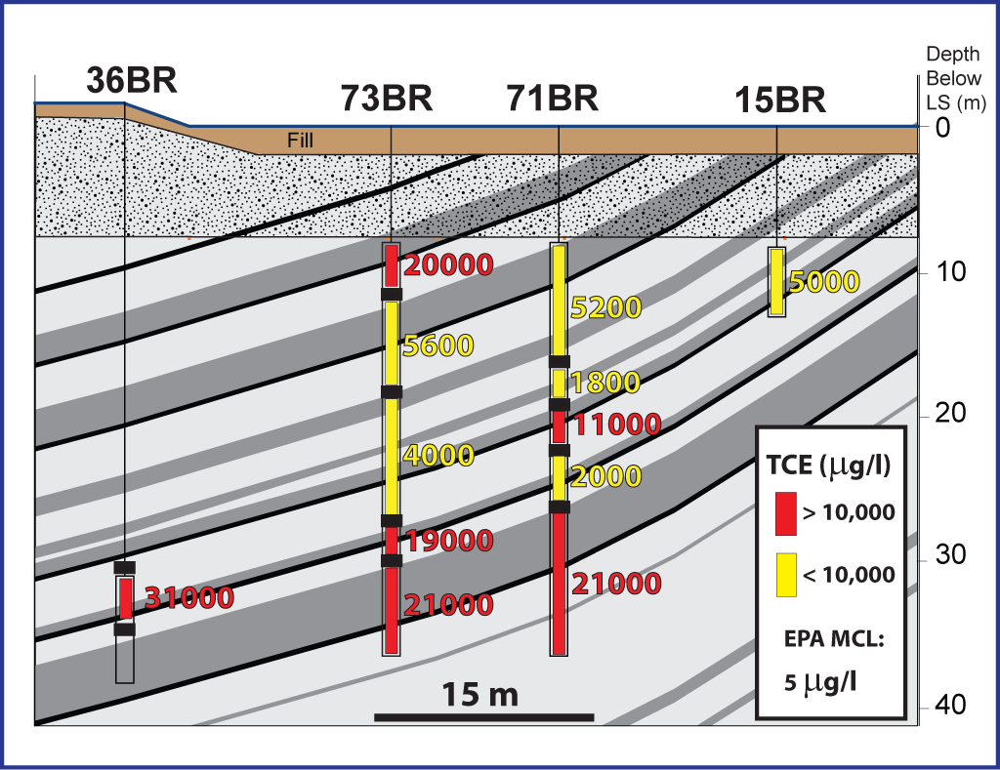 36BR
73BR
71BR
15BR
Depth
Below
LS (m)
0
Fill
10
20000
5000
5200
5600
1800
20
11000
4000
2000
19000
30
31000
21000
21000
TCE (µg/l)
> 10,000
< 10,000
EPA MCL:
5 µg/l
15 m
40